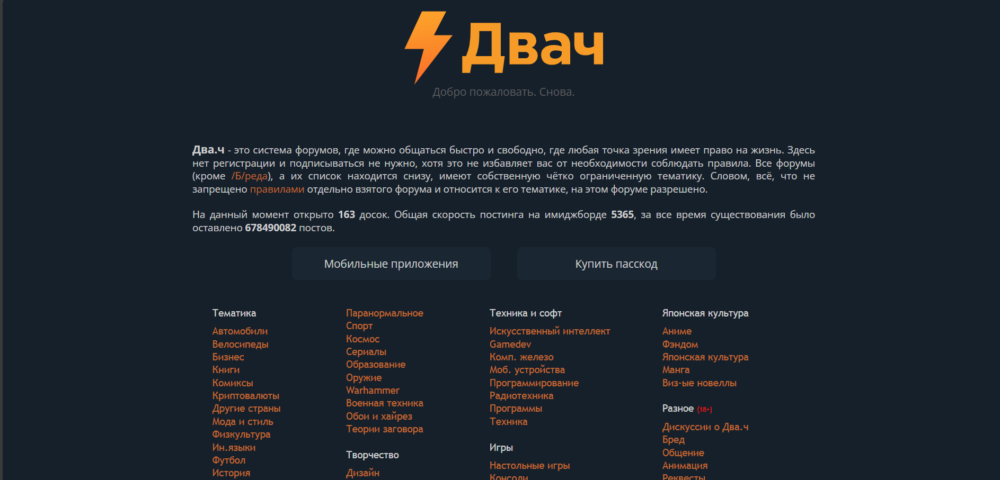 Двач
Добро пожаловать. Снова.
Два.ч - это система форумов, где можно общаться быстро и свободно, где любая точка зрения имеет право на жизнь. Здесь
нет регистрации и подписываться не нужно, хотя это не избавляет вас от необходимости соблюдать правила. Все форумы
(кроме /Б/реда), а их список находится снизу, имеют собственную чётко ограниченную тематику. Словом, всё, что не
запрещено правилами отдельно взятого форума и относится к его тематике, на этом форуме разрешено.
На данный момент открыто 163 досок. Общая скорость постинга на имиджборде 5365, за все время существования было
оставлено 678490082 постов.
Мобильные приложения
Купить пасскод
Тематика
Автомобили
Велосипеды
Бизнес
Книги
Комиксы
Криптовалюты
Другие страны
Мода и стиль
Физкультура
Ин.языки
Футбол
История
Паранормальное
Спорт
Космос
Сериалы
Образование
Оружие
Warhammer
Военная техника
Обои и хайрез
Теории заговора
Творчество
Дизайн
Техника и софт
Искусственный интеллект
Gamedev
Комп. железо
Моб. устройства
Программирование
Радиотехника
Программы
Техника
Игры
Настольные игры
Консоли
Японская культура
Аниме
Фэндом
Японская культура
Манга
Виз-ые новеллы
Разное (18+)
Дискуссии о Два.ч
Бред
Общение
Анимация
Реквесты